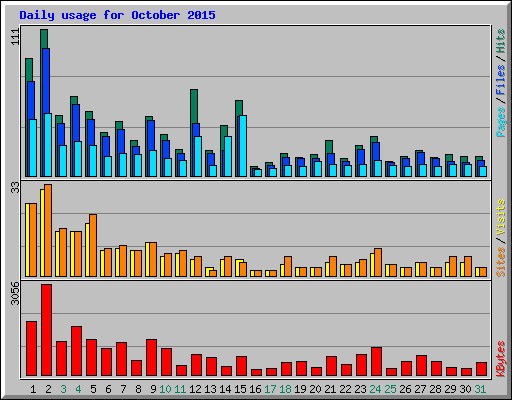 Daily usage for October 2015
111
Pages / Files / Hits
33
Sites / Visits
3056
KBytes
1 2 3 4 5 6 7 8 9 10 11 12 13 14 15 16 17 18 19 20 21 22 23 24 25 26 27 28 29 30 31